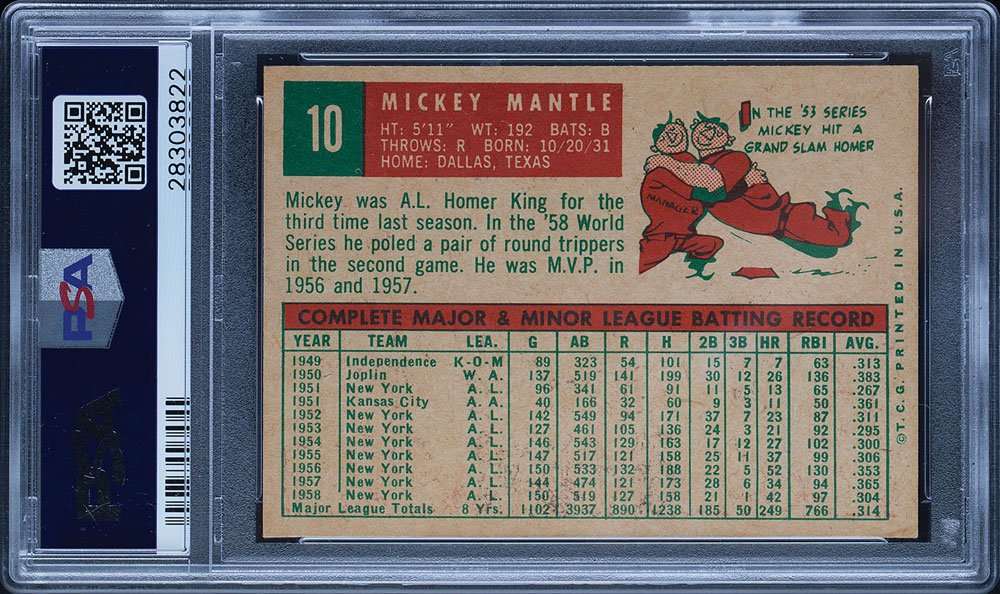 28303822
PSA
PSA
10
MICKEY MANTLE
HT: 5'11" WT: 192 BATS: B
THROWS: R BORN: 10/20/31
HOME: DALLAS, TEXAS
IN THE '53 SERIES
MICKEY HIT A
GRAND SLAM HOMER
MANAGER
Mickey was A.L. Homer King for the
third time last season. In the '58 World
Series he poled a pair of round trippers
in the second game. He was M.V.P. in
1956 and 1957.
COMPLETE MAJOR & MINOR LEAGUE BATTING RECORD
YEAR TEAM LEA. G AB R H 2B 3B HR RBI AVG.
1949 Independence K-O-M 89 323 54 101 15 7 7 63 .313
1950 Joplin W. A. 137 519 141 199 30 12 26 136 .383
1951 New York A. L. 96 341 61 91 11 5 13 65 .267
1951 Kansas City A. A. 40 166 32 60 9 3 11 50 .361
1952 New York A. L. 142 549 94 171 37 7 23 87 .311
1953 New York A. L. 127 461 105 136 24 3 21 92 .295
1954 New York A. L. 146 543 129 163 17 12 27 102 .300
1955 New York A. L. 147 517 121 158 25 11 37 99 .306
1956 New York A. L. 150 533 132 188 22 5 52 130 .353
1957 New York A. L. 144 474 121 173 28 6 34 94 .365
1958 New York A. L. 150 519 127 158 21 1 42 97 .304
Major League Totals 8 Yrs. 1102 3937 890 1238 185 50 249 766 .314
©T.C.G. PRINTED IN U.S.A.